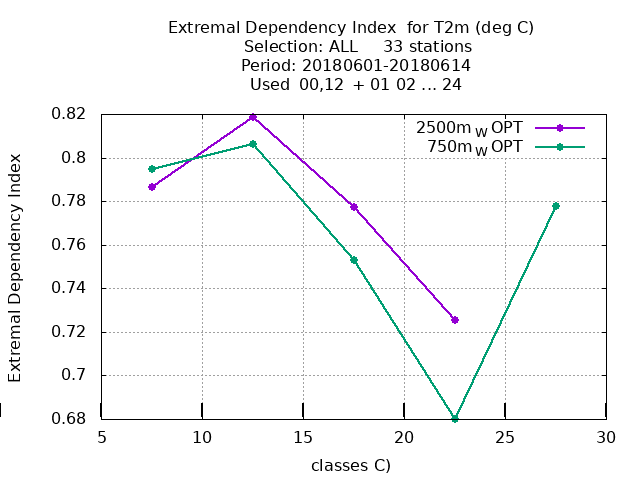 Extremal Dependency Index for T2m (deg C)
Selection: ALL 33 stations
Period: 20180601-20180614
Used 00,12 + 01 02 ... 24
0.82
0.8
0.78
0.76
0.74
0.72
0.7
0.68
Extremal Dependency Index
2500m WOPT
750m WOPT
5 10 15 20 25 30
classes C)